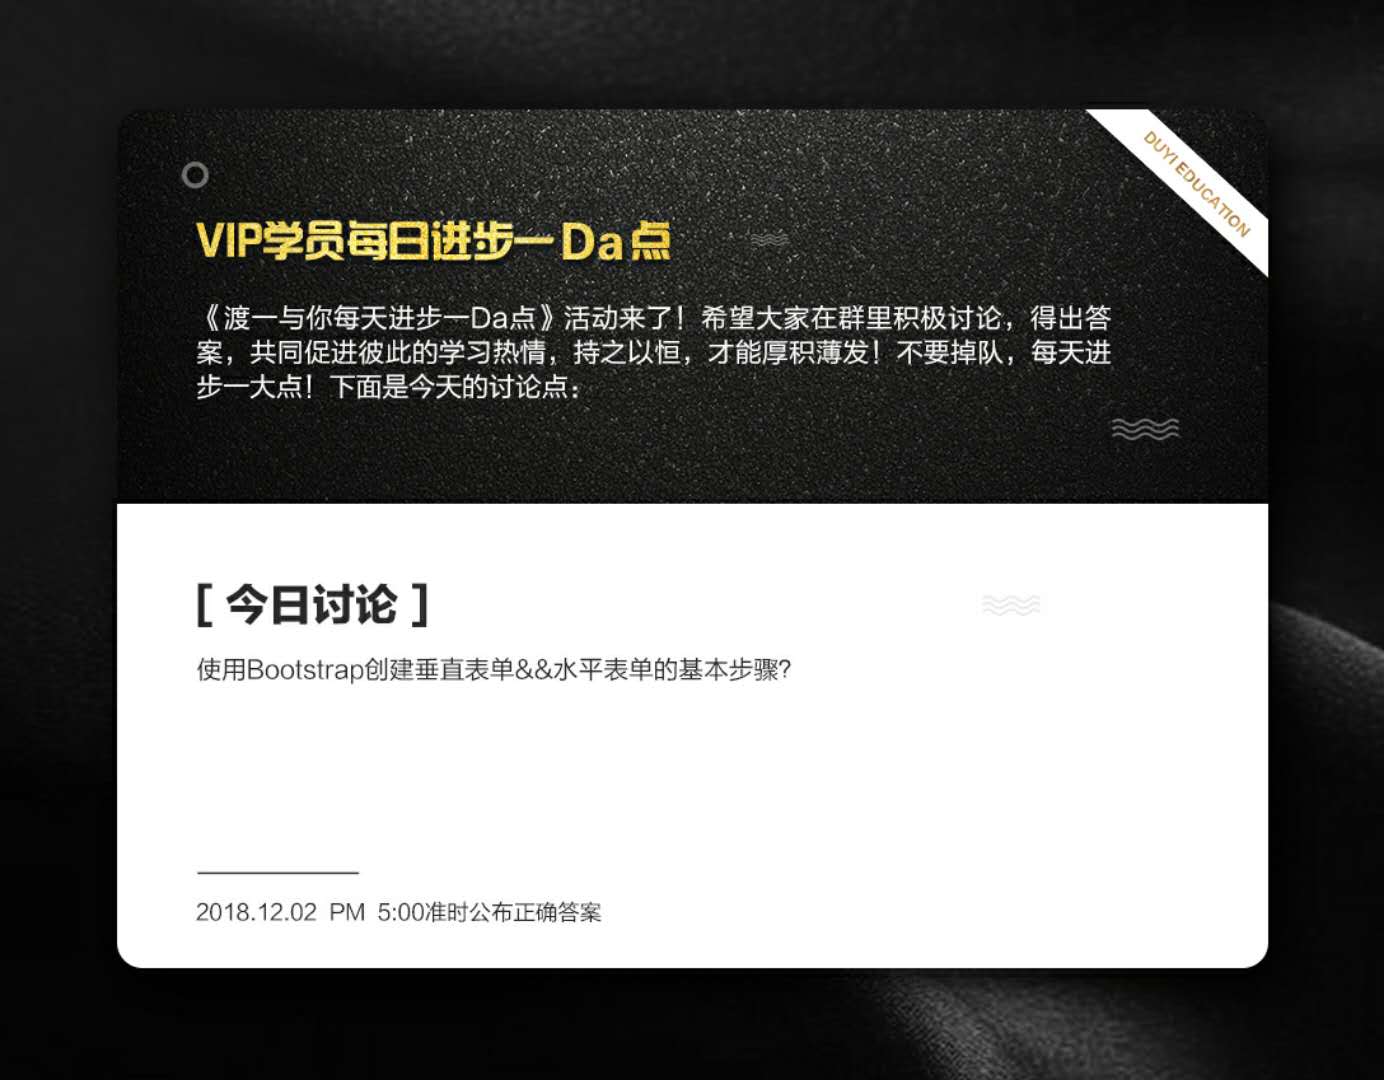 DUYI EDUCATION
VIP学员每日进步一Da点
《渡一与你每天进步一Da点》活动来了！希望大家在群里积极讨论，得出答
案，共同促进彼此的学习热情，持之以恒，才能厚积薄发！不要掉队，每天进
步一大点！下面是今天的讨论点：
[ 今日讨论 ]
使用Bootstrap创建垂直表单&&水平表单的基本步骤？
2018.12.02 PM 5:00准时公布正确答案